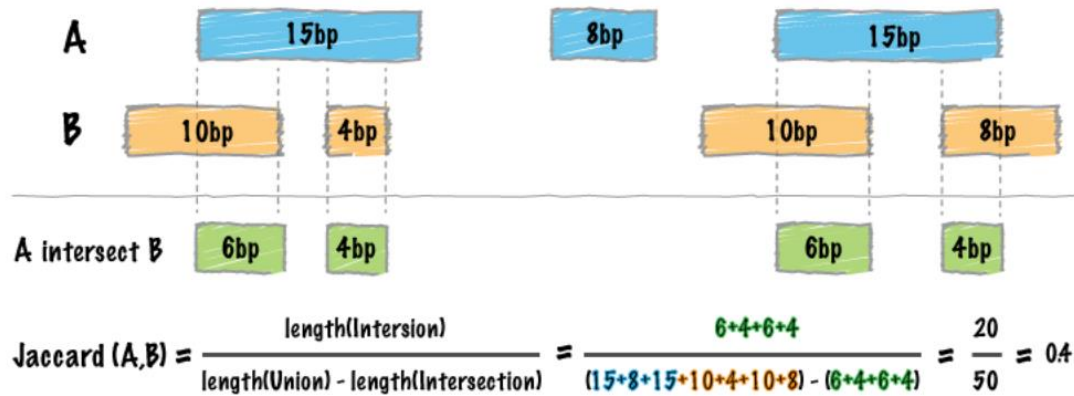 A 15bp 8bp 15bp
B 10bp 4bp 10bp 8bp
A intersect B 6bp 4bp 6bp 4bp
Jaccard (A,B) = length(Intersion) / length(Union) - length(Intersection) = 6+4+6+4 / (15+8+15+10+4+10+8) - (6+4+6+4) = 20 / 50 = 0.4